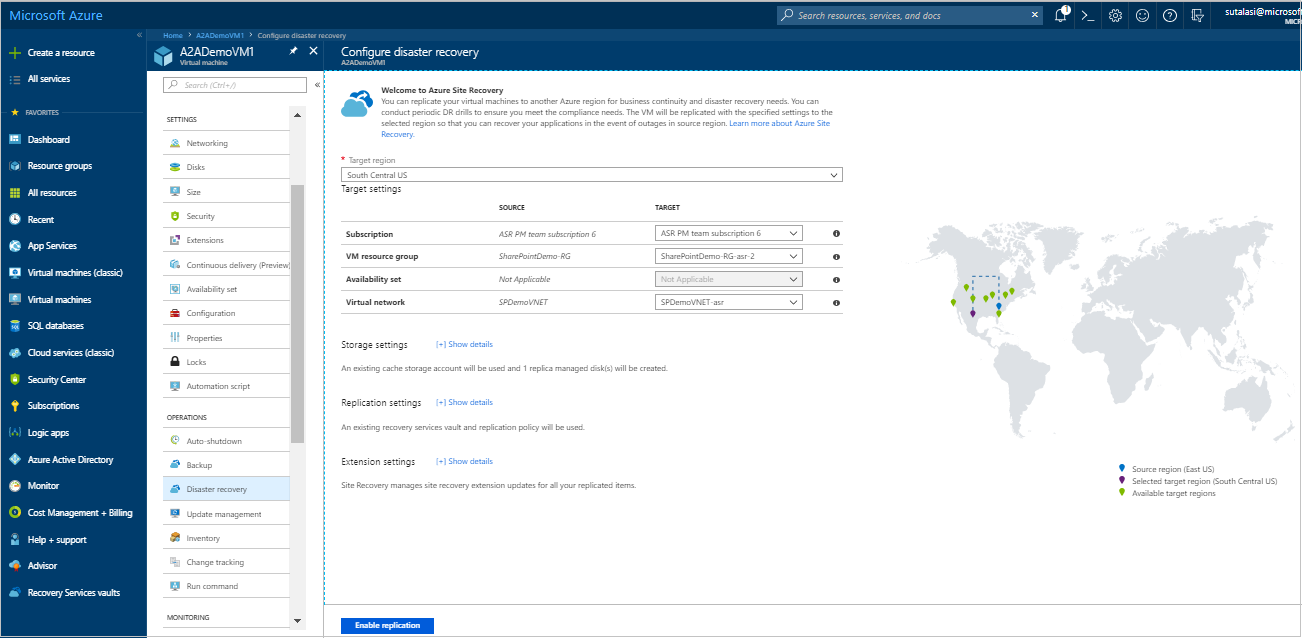 Microsoft Azure
Search resources, services, and docs
1
sutalasi@microsoft
MICR
Create a resource
All services
FAVORITES
Dashboard
Resource groups
All resources
Recent
App Services
Virtual machines (classic)
Virtual machines
SQL databases
Cloud services (classic)
Security Center
Subscriptions
Logic apps
Azure Active Directory
Monitor
Cost Management + Billing
Help + support
Advisor
Recovery Services vaults
Home > A2ADemoVM1 > Configure disaster recovery
A2ADemoVM1
Virtual machine
Search (Ctrl+/)
SETTINGS
Networking
Disks
Size
Security
Extensions
Continuous delivery (Preview)
Availability set
Configuration
Properties
Locks
Automation script
OPERATIONS
Auto-shutdown
Backup
Disaster recovery
Update management
Inventory
Change tracking
Run command
MONITORING
Configure disaster recovery
A2ADemoVM1
Welcome to Azure Site Recovery
You can replicate your virtual machines to another Azure region for business continuity and disaster recovery needs. You can
conduct periodic DR drills to ensure you meet the compliance needs. The VM will be replicated with the specified settings to the
selected region so that you can recover your applications in the event of outages in source region. Learn more about Azure Site
Recovery.
* Target region
South Central US
Target settings
SOURCE TARGET
Subscription ASR PM team subscription 6 ASR PM team subscription 6
VM resource group SharePointDemo-RG SharePointDemo-RG-asr-2
Availability set Not Applicable Not Applicable
Virtual network SPDemoVNET SPDemoVNET-asr
Storage settings [+] Show details
An existing cache storage account will be used and 1 replica managed disk(s) will be created.
Replication settings [+] Show details
An existing recovery services vault and replication policy will be used.
Extension settings [+] Show details
Site Recovery manages site recovery extension updates for all your replicated items.
Source region (East US)
Selected target region (South Central US)
Available target regions
Enable replication